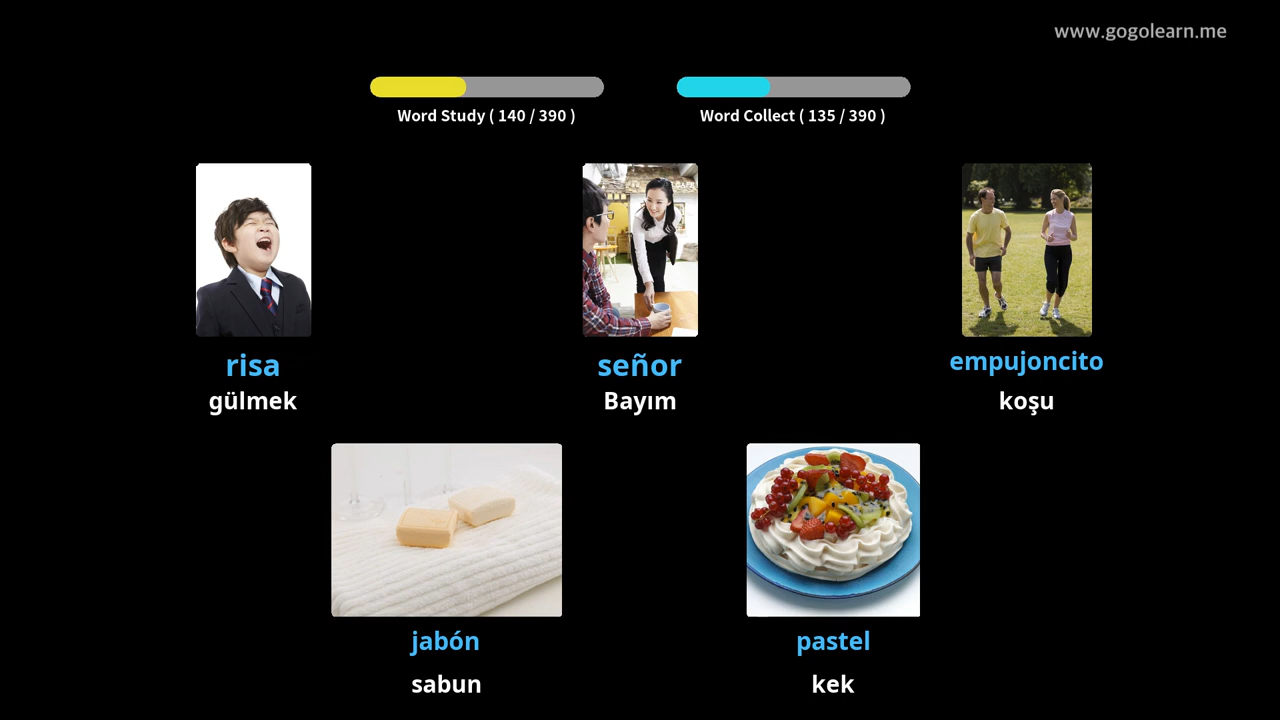 www.gogolearn.me
Word Study ( 140 / 390 )
Word Collect ( 135 / 390 )
risa
gülmek
señor
Bayım
empujoncito
koşu
jabón
sabun
pastel
kek